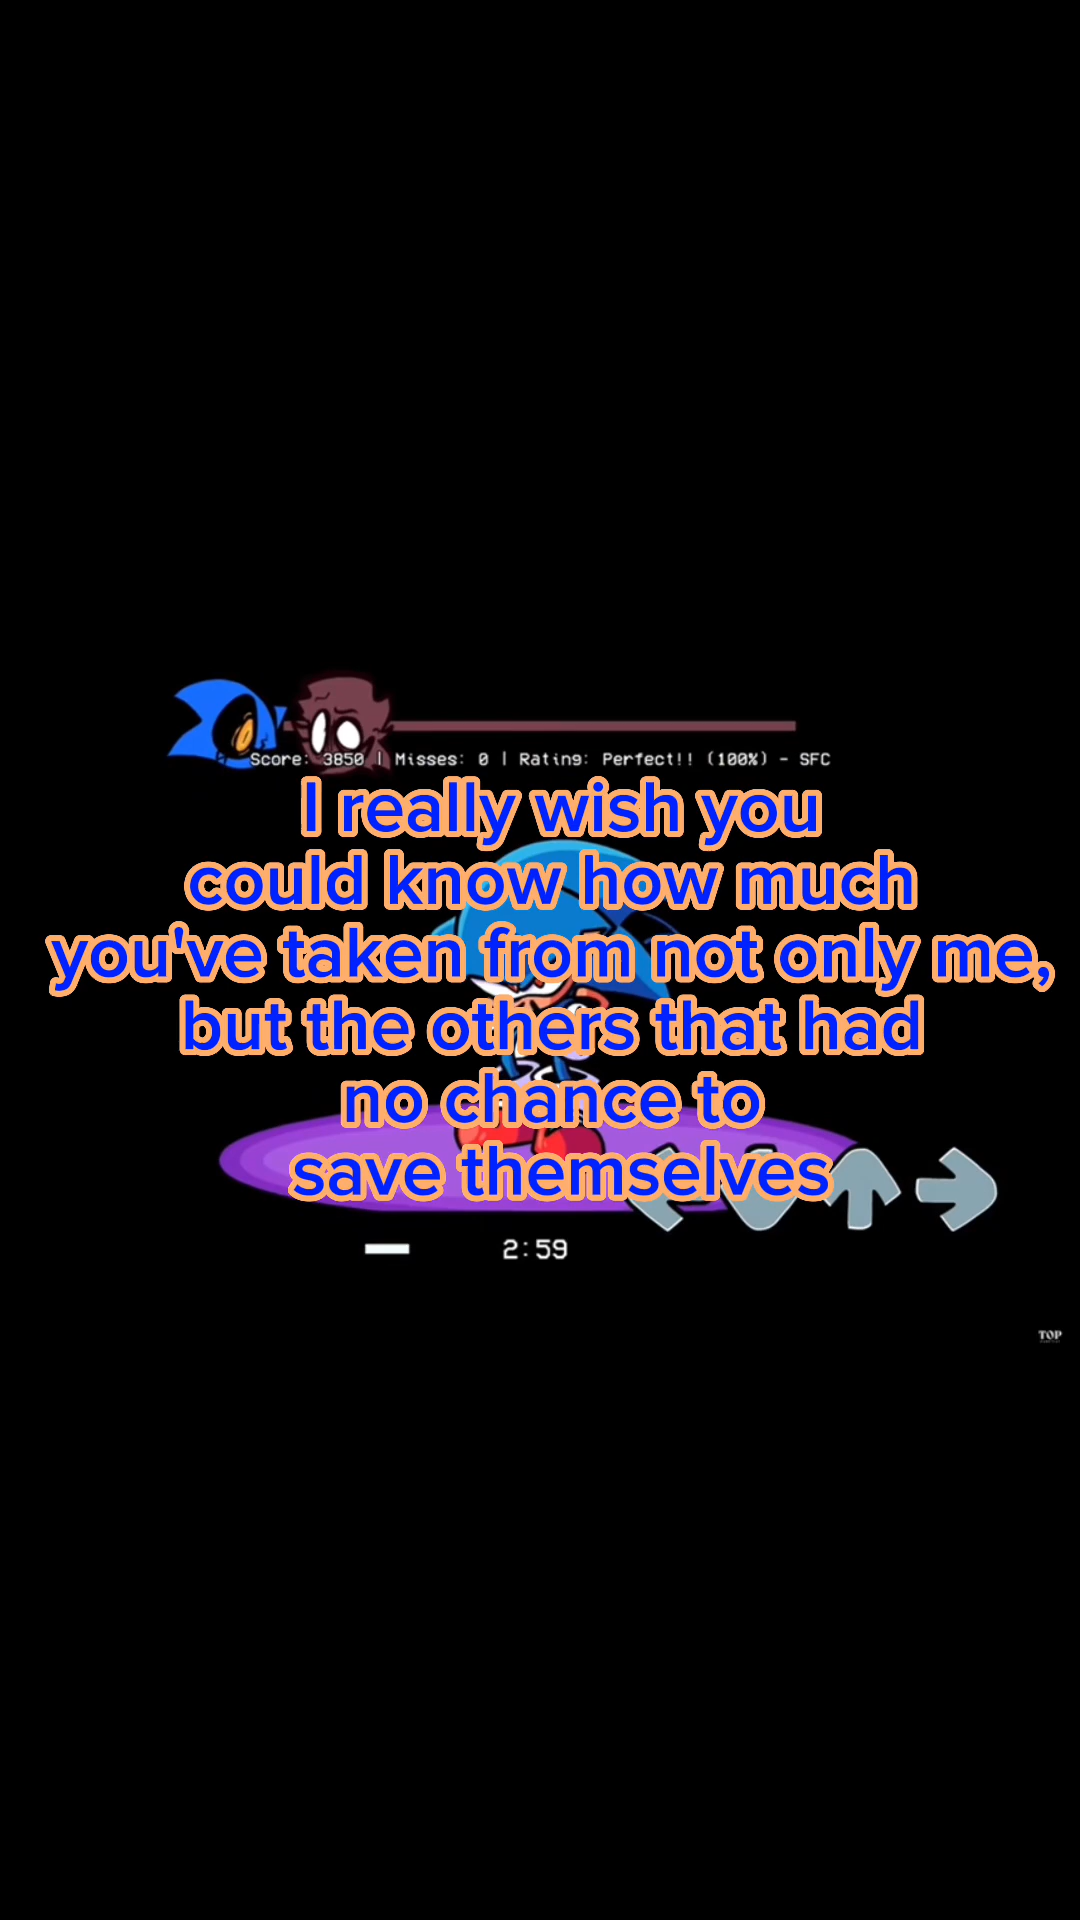 Score: 3850 | Misses: 0 | Rating: Perfect!! (100%) - SFC
I really wish you
could know how much
you've taken from not only me,
but the others that had
no chance to
save themselves
2:59
TOP